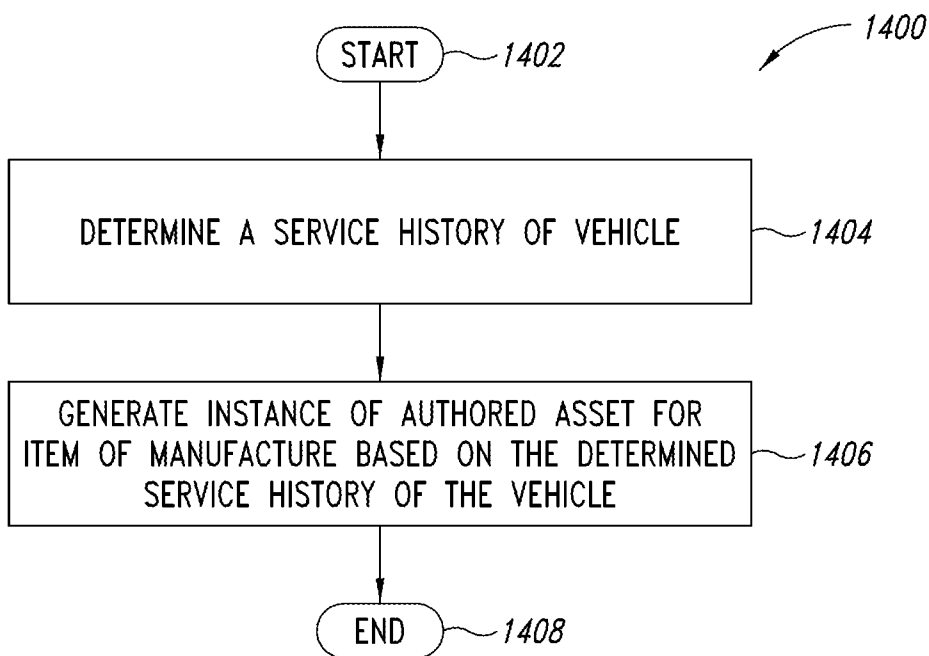 1400
START 1402
DETERMINE A SERVICE HISTORY OF VEHICLE 1404
GENERATE INSTANCE OF AUTHORED ASSET FOR
ITEM OF MANUFACTURE BASED ON THE DETERMINED 1406
SERVICE HISTORY OF THE VEHICLE
END 1408